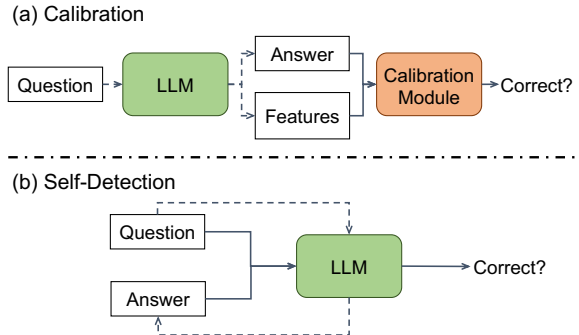 (a) Calibration
Question
LLM
Answer
Features
Calibration
Module
Correct?
(b) Self-Detection
Question
Answer
LLM
Correct?